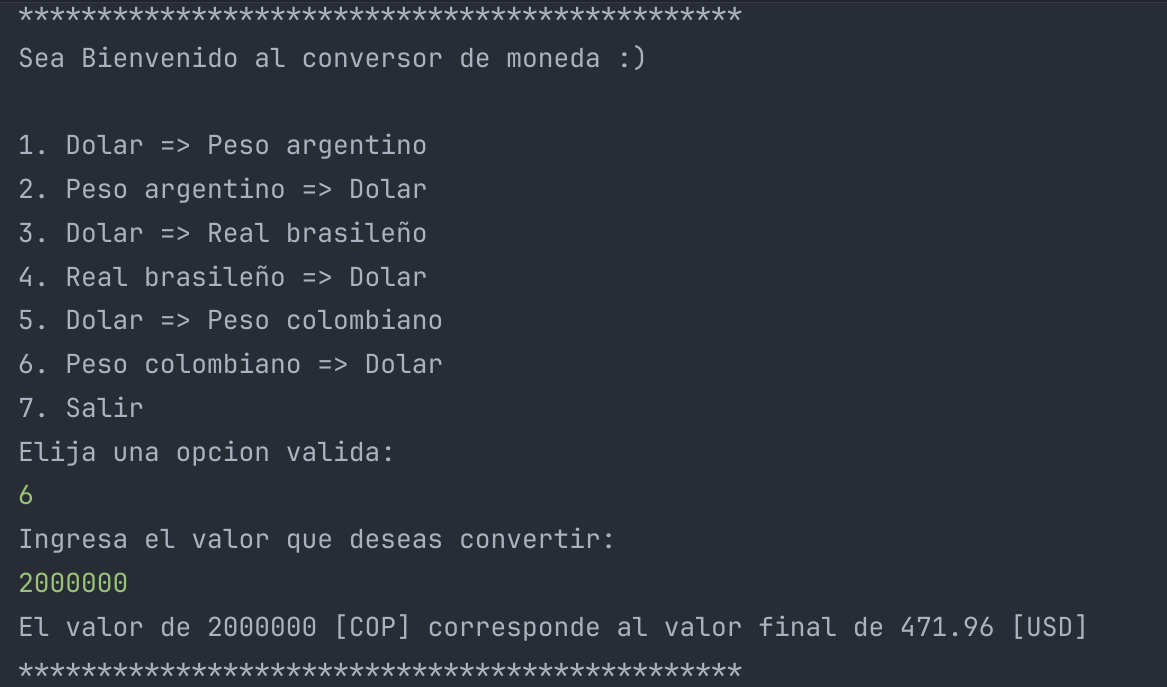 **********************************************
Sea Bienvenido al conversor de moneda :)
1. Dolar => Peso argentino
2. Peso argentino => Dolar
3. Dolar => Real brasileño
4. Real brasileño => Dolar
5. Dolar => Peso colombiano
6. Peso colombiano => Dolar
7. Salir
Elija una opcion valida:
6
Ingresa el valor que deseas convertir:
2000000
El valor de 2000000 [COP] corresponde al valor final de 471.96 [USD]
**********************************************